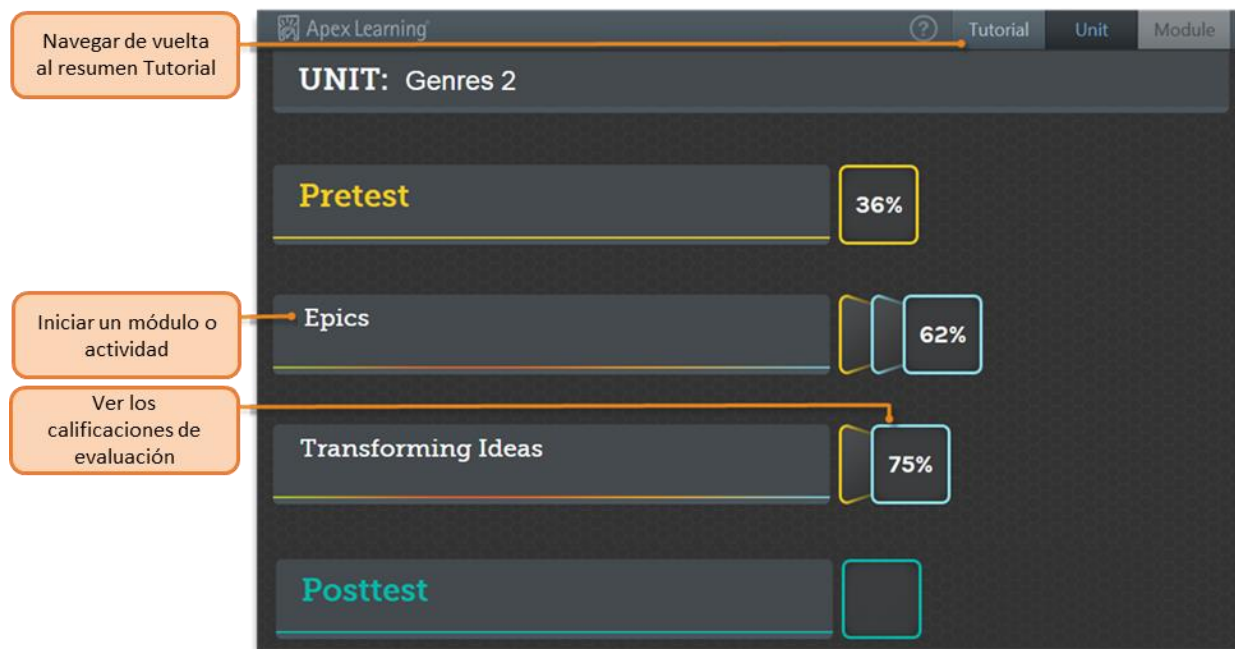 Apex Learning
? Tutorial Unit Module
Navegar de vuelta
al resumen Tutorial
UNIT: Genres 2
Pretest
36%
Iniciar un módulo o
actividad
Epics
62%
Ver los
calificaciones de
evaluación
Transforming Ideas
75%
Posttest